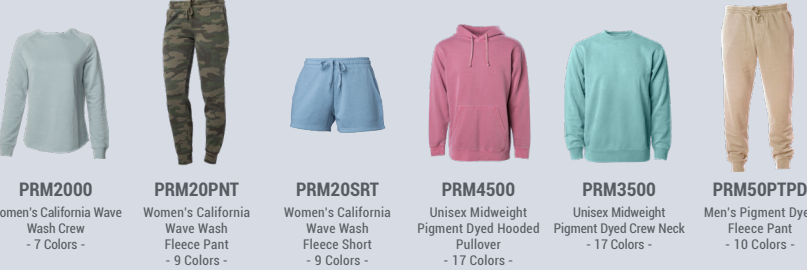 PRM2000
Women's California Wave
Wash Crew
- 7 Colors -
PRM20PNT
Women's California
Wave Wash
Fleece Pant
- 9 Colors -
PRM20SRT
Women's California
Wave Wash
Fleece Short
- 9 Colors -
PRM4500
Unisex Midweight
Pigment Dyed Hooded
Pullover
- 17 Colors -
PRM3500
Unisex Midweight
Pigment Dyed Crew Neck
- 17 Colors -
PRM50PTPD
Men's Pigment Dye
Fleece Pant
- 10 Colors -